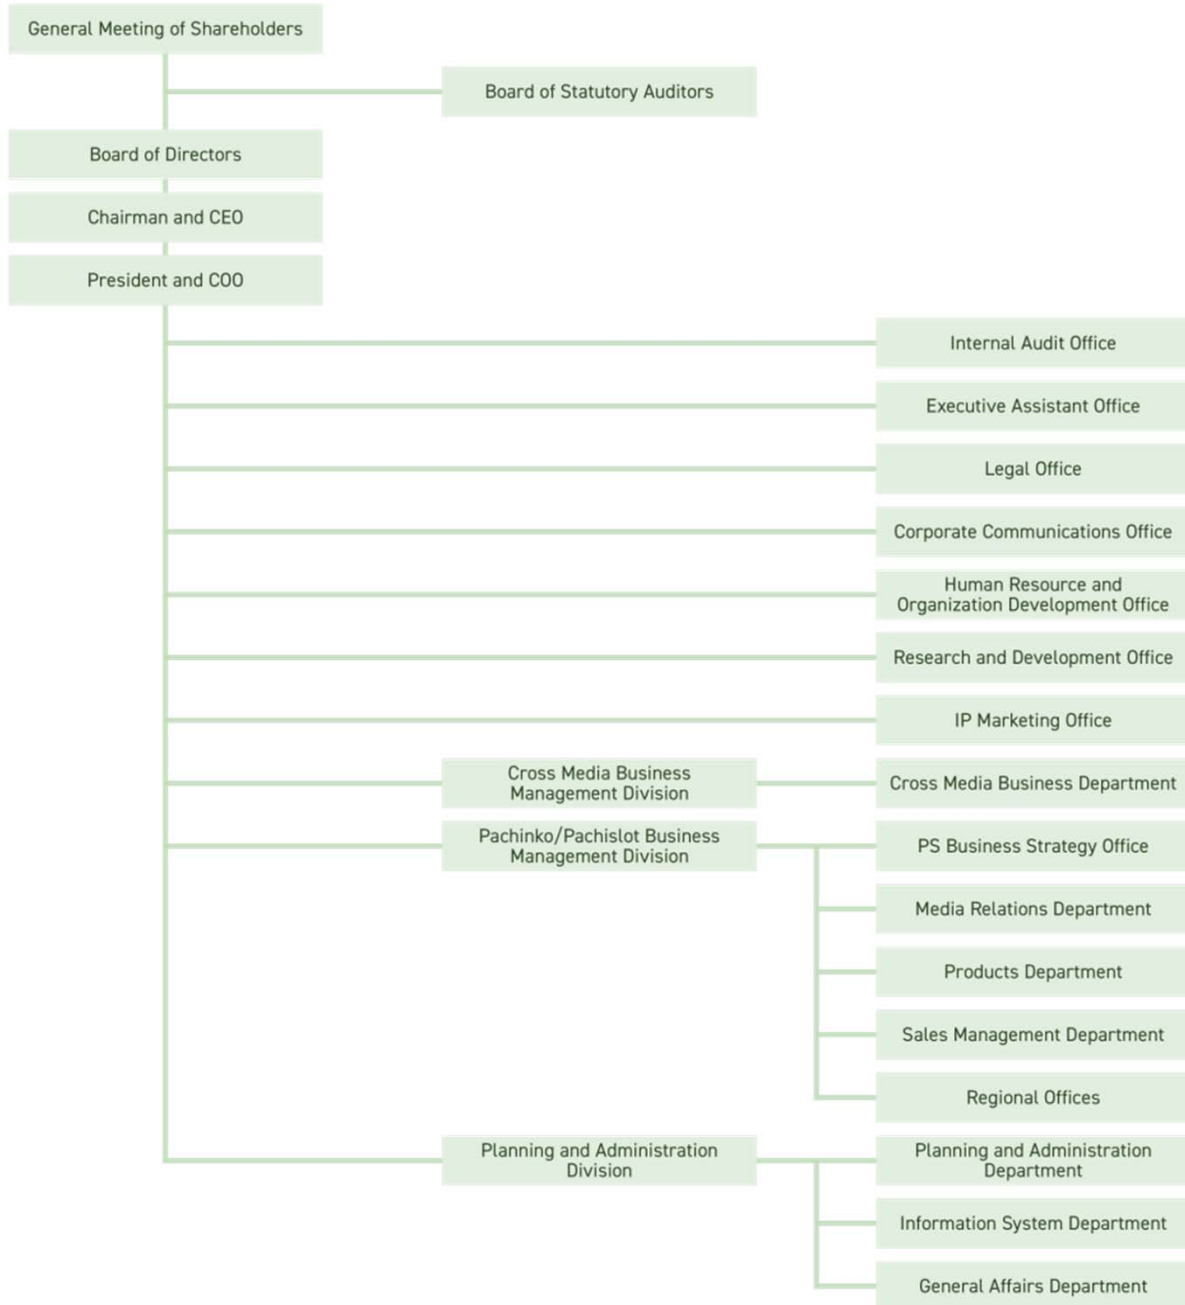 General Meeting of Shareholders
Board of Statutory Auditors
Board of Directors
Chairman and CEO
President and COO
Internal Audit Office
Executive Assistant Office
Legal Office
Corporate Communications Office
Human Resource and
Organization Development Office
Research and Development Office
IP Marketing Office
Cross Media Business
Management Division
Cross Media Business Department
Pachinko/Pachislot Business
Management Division
PS Business Strategy Office
Media Relations Department
Products Department
Sales Management Department
Regional Offices
Planning and Administration
Division
Planning and Administration
Department
Information System Department
General Affairs Department